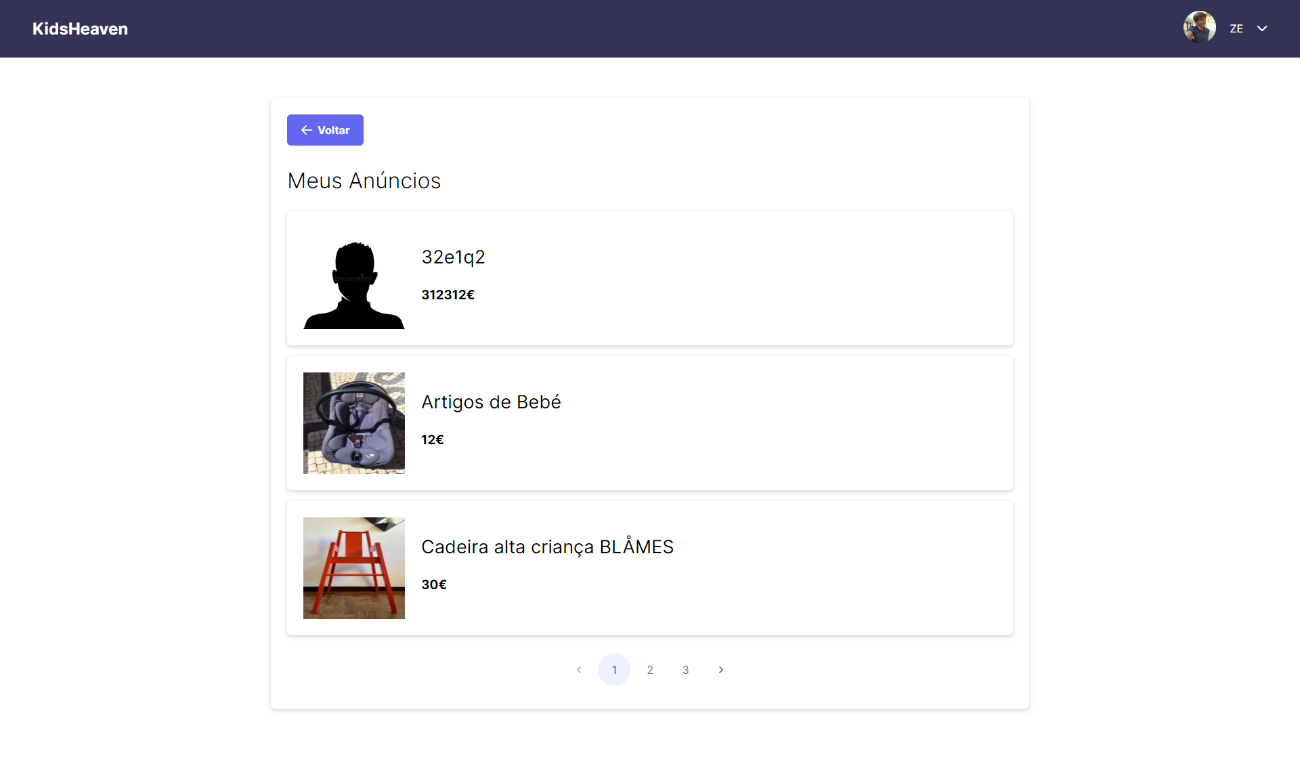 KidsHeaven
ZE
Voltar
Meus Anúncios
32e1q2
312312€
Artigos de Bebé
12€
Cadeira alta criança BLÅMES
30€
1 2 3